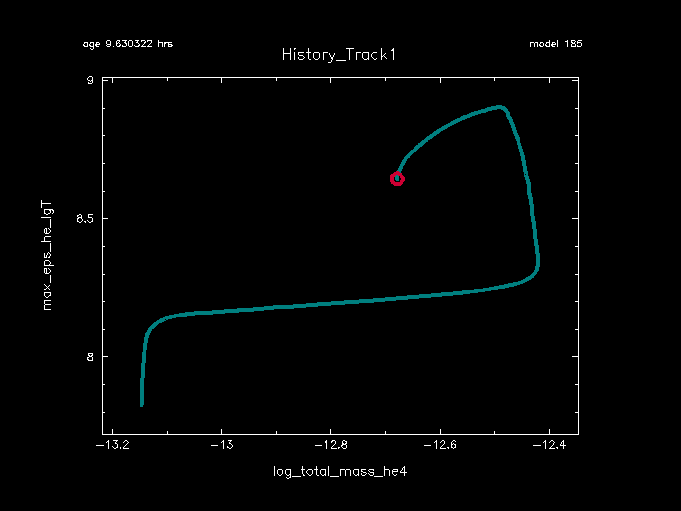 age 9.630322 hrs
model 185
History_Track1
9
8.5
8
max_eps_he_lgT
-13.2
-13
-12.8
-12.6
-12.4
log_total_mass_he4